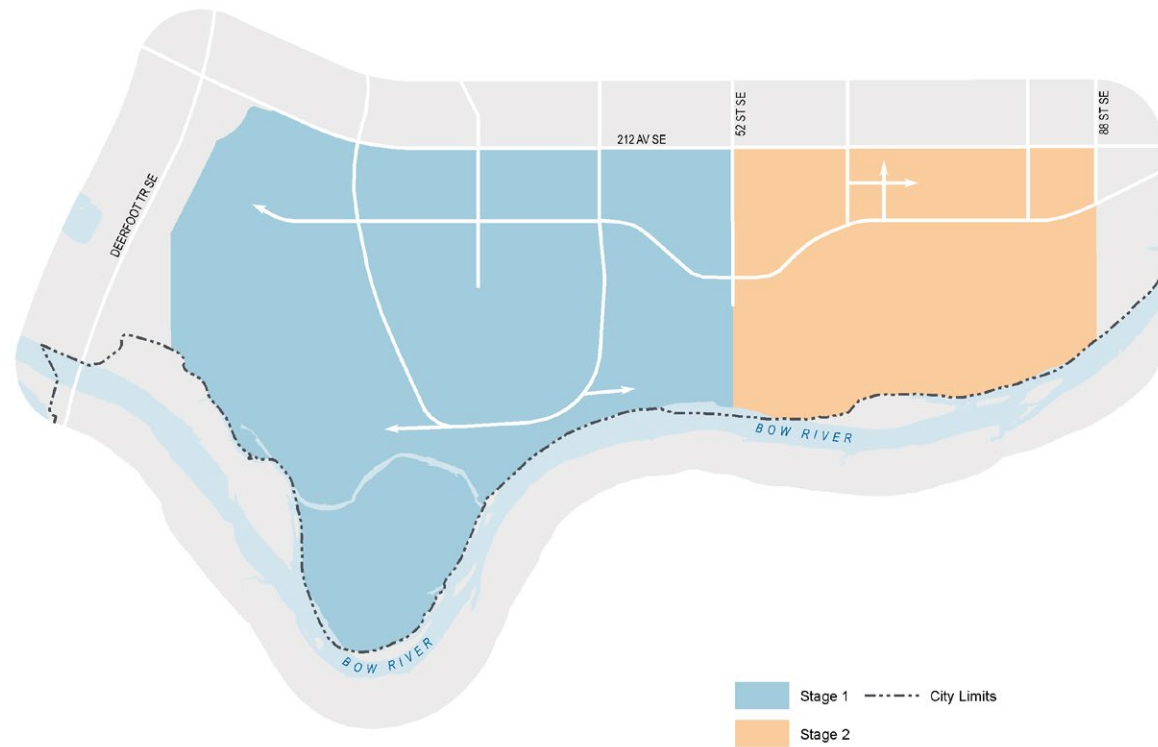 212 AV SE
52 ST SE
88 ST SE
DEERFOOT TR SE
BOW RIVER
BOW RIVER
Stage 1
City Limits
Stage 2